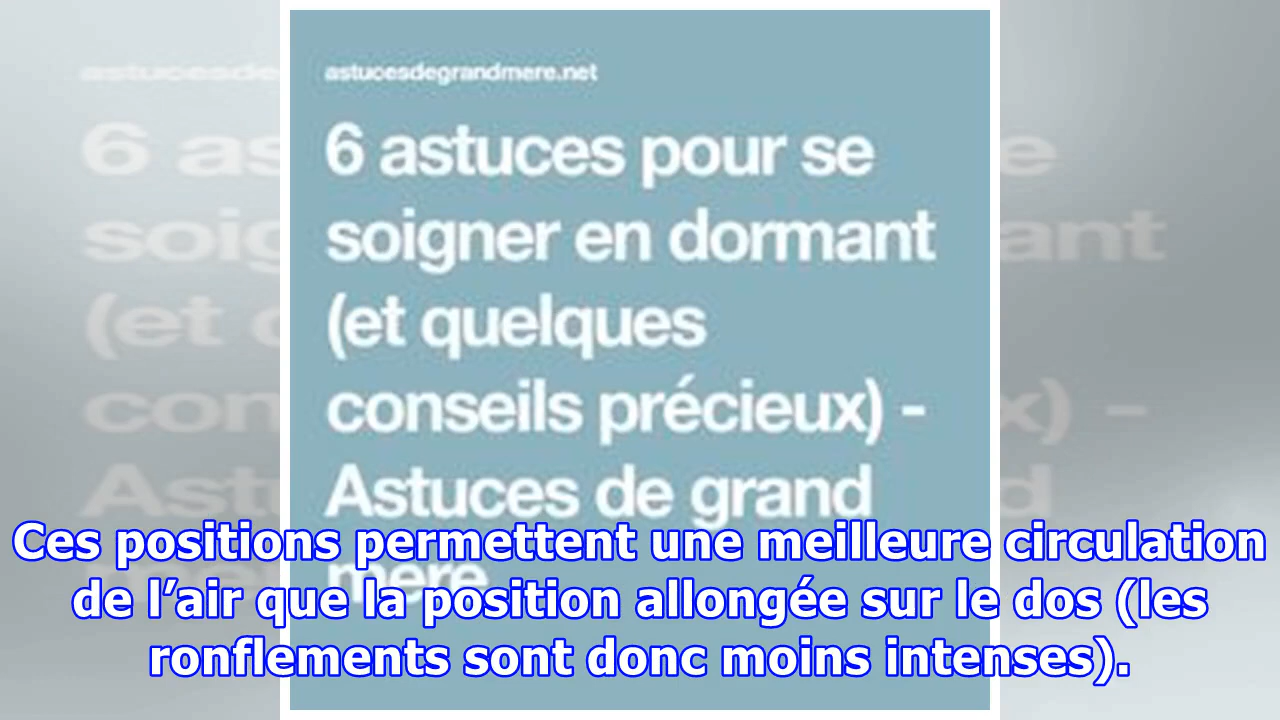 astucesdegrandmere.net
6 astuces pour se
soigner en dormant
(et quelques
conseils précieux) -
Astuces de grand
mère
Ces positions permettent une meilleure circulation
de l’air que la position allongée sur le dos (les
ronflements sont donc moins intenses).